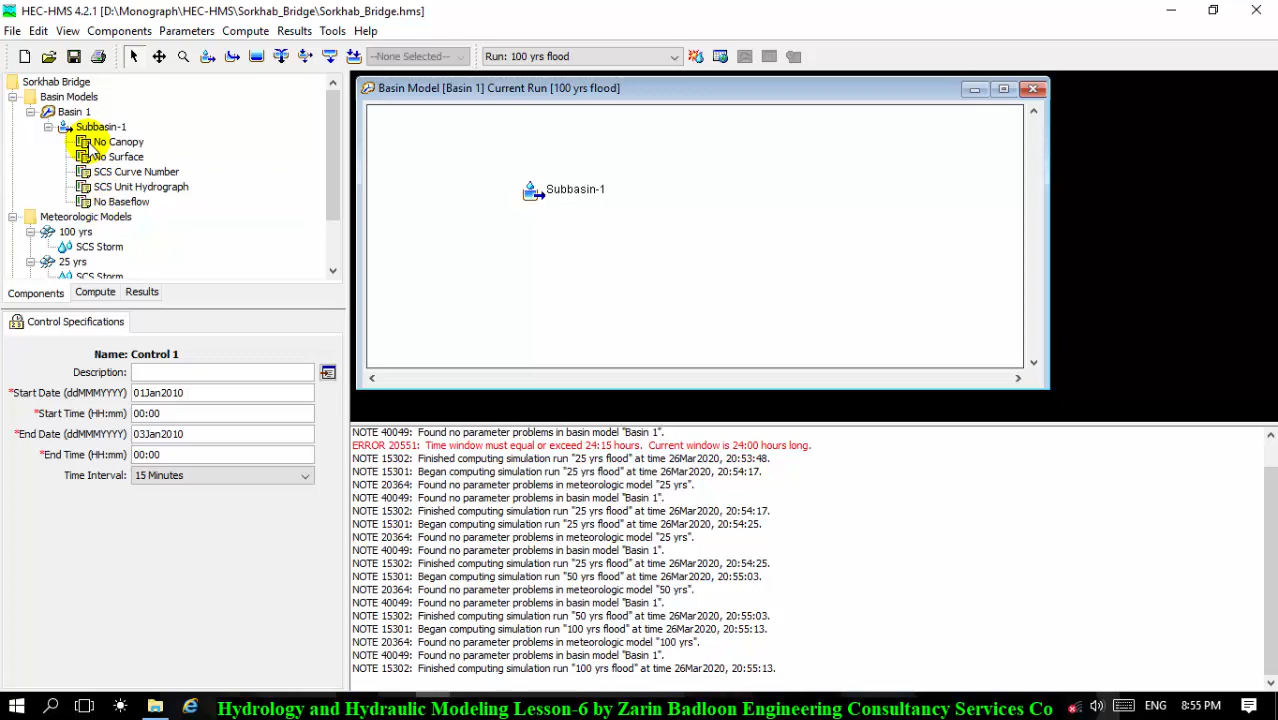 HEC-HMS 4.2.1 [D:\Monograph\HEC-HMS\Sorkhab_Bridge\Sorkhab_Bridge.hms]
File Edit View Components Parameters Compute Results Tools Help
--None Selected-- Run: 100 yrs flood
Sorkhab Bridge
Basin Models
Basin 1
Subbasin-1
No Canopy
No Surface
SCS Curve Number
SCS Unit Hydrograph
No Baseflow
Meteorologic Models
100 yrs
SCS Storm
25 yrs
SCS Storm
Components Compute Results
Control Specifications
Name: Control 1
Description:
*Start Date (ddMMMYYYY) 01Jan2010
*Start Time (HH:mm) 00:00
*End Date (ddMMMYYYY) 03Jan2010
*End Time (HH:mm) 00:00
Time Interval: 15 Minutes
Basin Model [Basin 1] Current Run [100 yrs flood]
Subbasin-1
NOTE 40049: Found no parameter problems in basin model "Basin 1".
ERROR 20551: Time window must equal or exceed 24:15 hours. Current window is 24:00 hours long.
NOTE 15302: Finished computing simulation run "25 yrs flood" at time 26Mar2020, 20:53:48.
NOTE 15301: Began computing simulation run "25 yrs flood" at time 26Mar2020, 20:54:17.
NOTE 20364: Found no parameter problems in meteorologic model "25 yrs".
NOTE 40049: Found no parameter problems in basin model "Basin 1".
NOTE 15302: Finished computing simulation run "25 yrs flood" at time 26Mar2020, 20:54:17.
NOTE 15301: Began computing simulation run "25 yrs flood" at time 26Mar2020, 20:54:25.
NOTE 20364: Found no parameter problems in meteorologic model "25 yrs".
NOTE 40049: Found no parameter problems in basin model "Basin 1".
NOTE 15302: Finished computing simulation run "25 yrs flood" at time 26Mar2020, 20:54:25.
NOTE 15301: Began computing simulation run "50 yrs flood" at time 26Mar2020, 20:55:03.
NOTE 20364: Found no parameter problems in meteorologic model "50 yrs".
NOTE 40049: Found no parameter problems in basin model "Basin 1".
NOTE 15302: Finished computing simulation run "50 yrs flood" at time 26Mar2020, 20:55:03.
NOTE 15301: Began computing simulation run "100 yrs flood" at time 26Mar2020, 20:55:13.
NOTE 20364: Found no parameter problems in meteorologic model "100 yrs".
NOTE 40049: Found no parameter problems in basin model "Basin 1".
NOTE 15302: Finished computing simulation run "100 yrs flood" at time 26Mar2020, 20:55:13.
Hydrology and Hydraulic Modeling Lesson-6 by Zarin Badloon Engineering Consultancy Services Co
ENG 8:55 PM